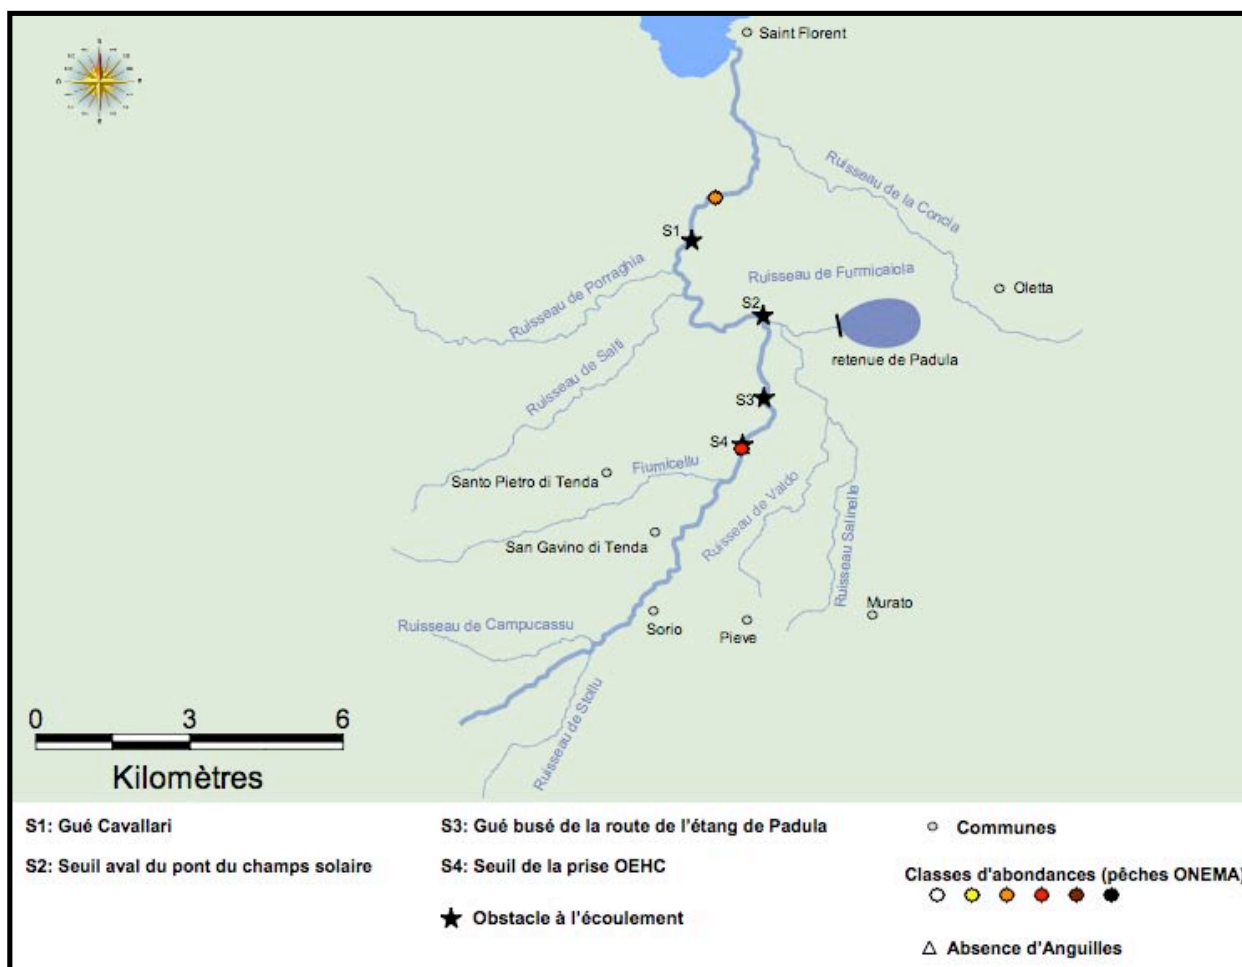 Saint Florent
Ruisseau de la Concia
S1
Ruisseau de Furmicaiola
Ruisseau de Porraghia
Oletta
S2
retenue de Padula
Ruisseau de Salti
S3
S4
Fiumicellu
Santo Pietro di Tenda
Ruisseau de Valdo
Ruisseau Salinelle
San Gavino di Tenda
Murato
Ruisseau de Campucassu
Sorio
Pieve
Ruisseau de Stollu
0 3 6
Kilomètres
S1: Gué Cavallari
S2: Seuil aval du pont du champs solaire
S3: Gué busé de la route de l'étang de Padula
S4: Seuil de la prise OEHC
Obstacle à l'écoulement
Communes
Classes d'abondances (pêches ONEMA)
Absence d'Anguilles